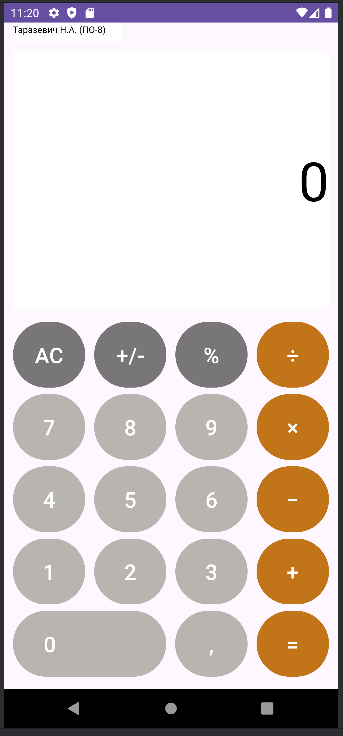 11:20
Таразевич Н.А. (ПО-8)
0
AC +/- % ÷
7 8 9 ×
4 5 6 −
1 2 3 +
0 , =